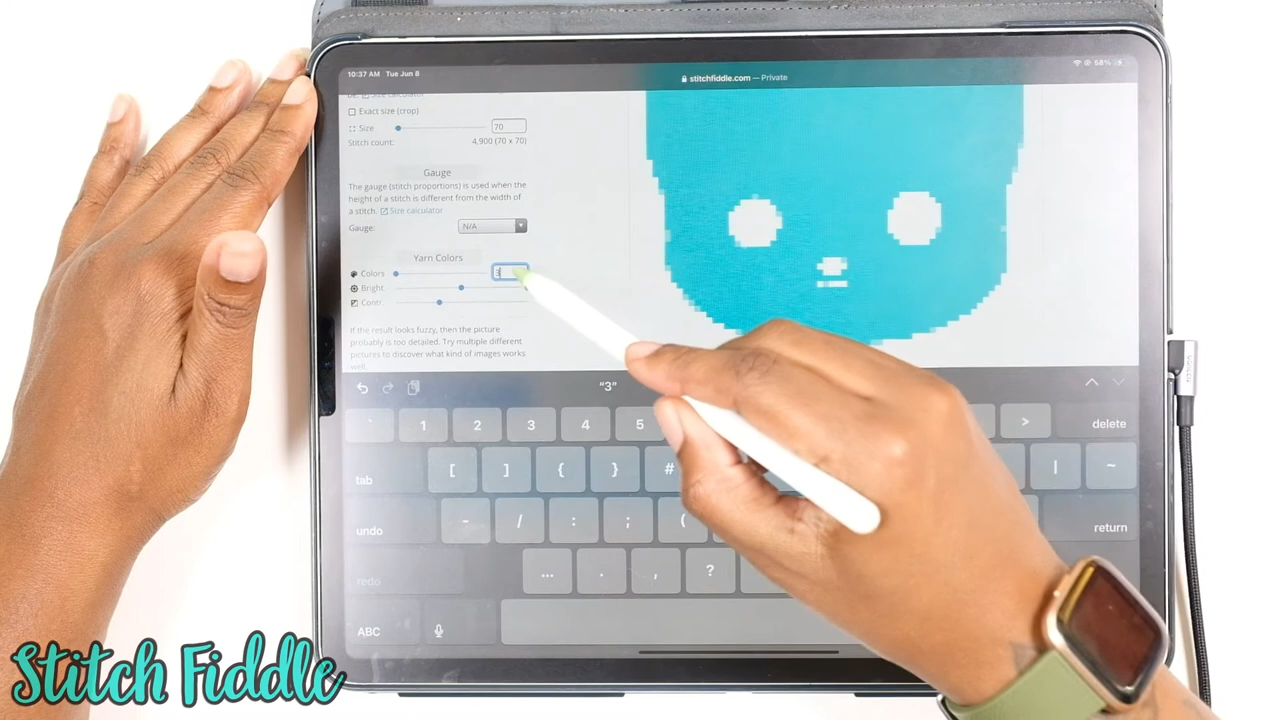 10:37 AM Tue Jun 8
stitchfiddle.com — Private
58%
Exact size (crop)
Size 70
Stitch count: 4,900 (70 x 70)
Gauge
The gauge (stitch proportions) is used when the
height of a stitch is different from the width of
a stitch. Size calculator
Gauge: N/A
Yarn Colors
Colors
Bright
Contr.
If the result looks fuzzy, then the picture
probably is too detailed. Try multiple different
pictures to discover what kind of images works
well.
"3"
` 1 2 3 4 5 > delete
tab [ ] { } # | ~
undo - / : ; ( return
redo ... . , ?
ABC
Stitch Fiddle